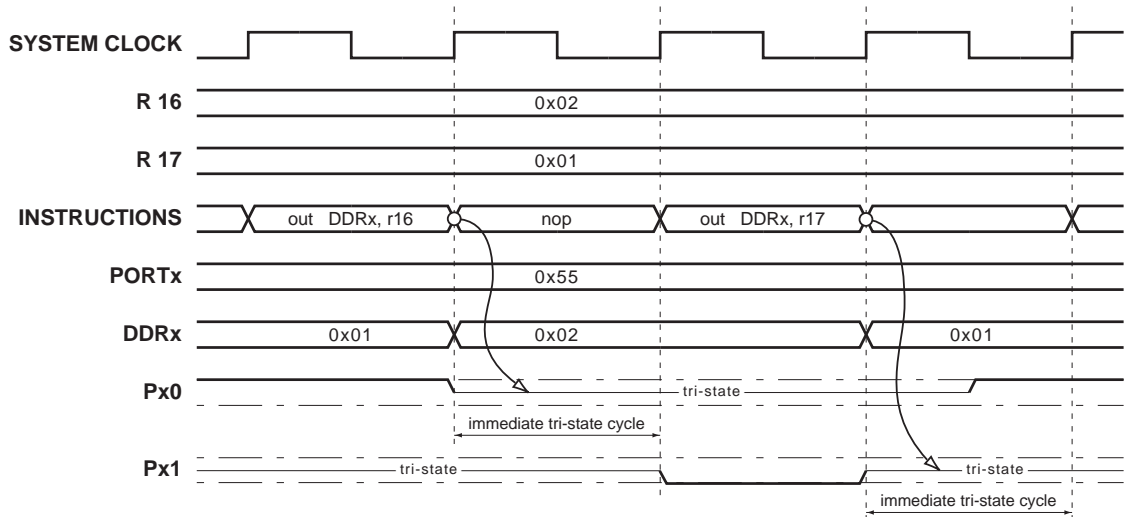 SYSTEM CLOCK
R 16
0x02
R 17
0x01
INSTRUCTIONS
out DDRx, r16
nop
out DDRx, r17
PORTx
0x55
DDRx
0x01
0x02
0x01
Px0
tri-state
immediate tri-state cycle
Px1
tri-state
tri-state
immediate tri-state cycle